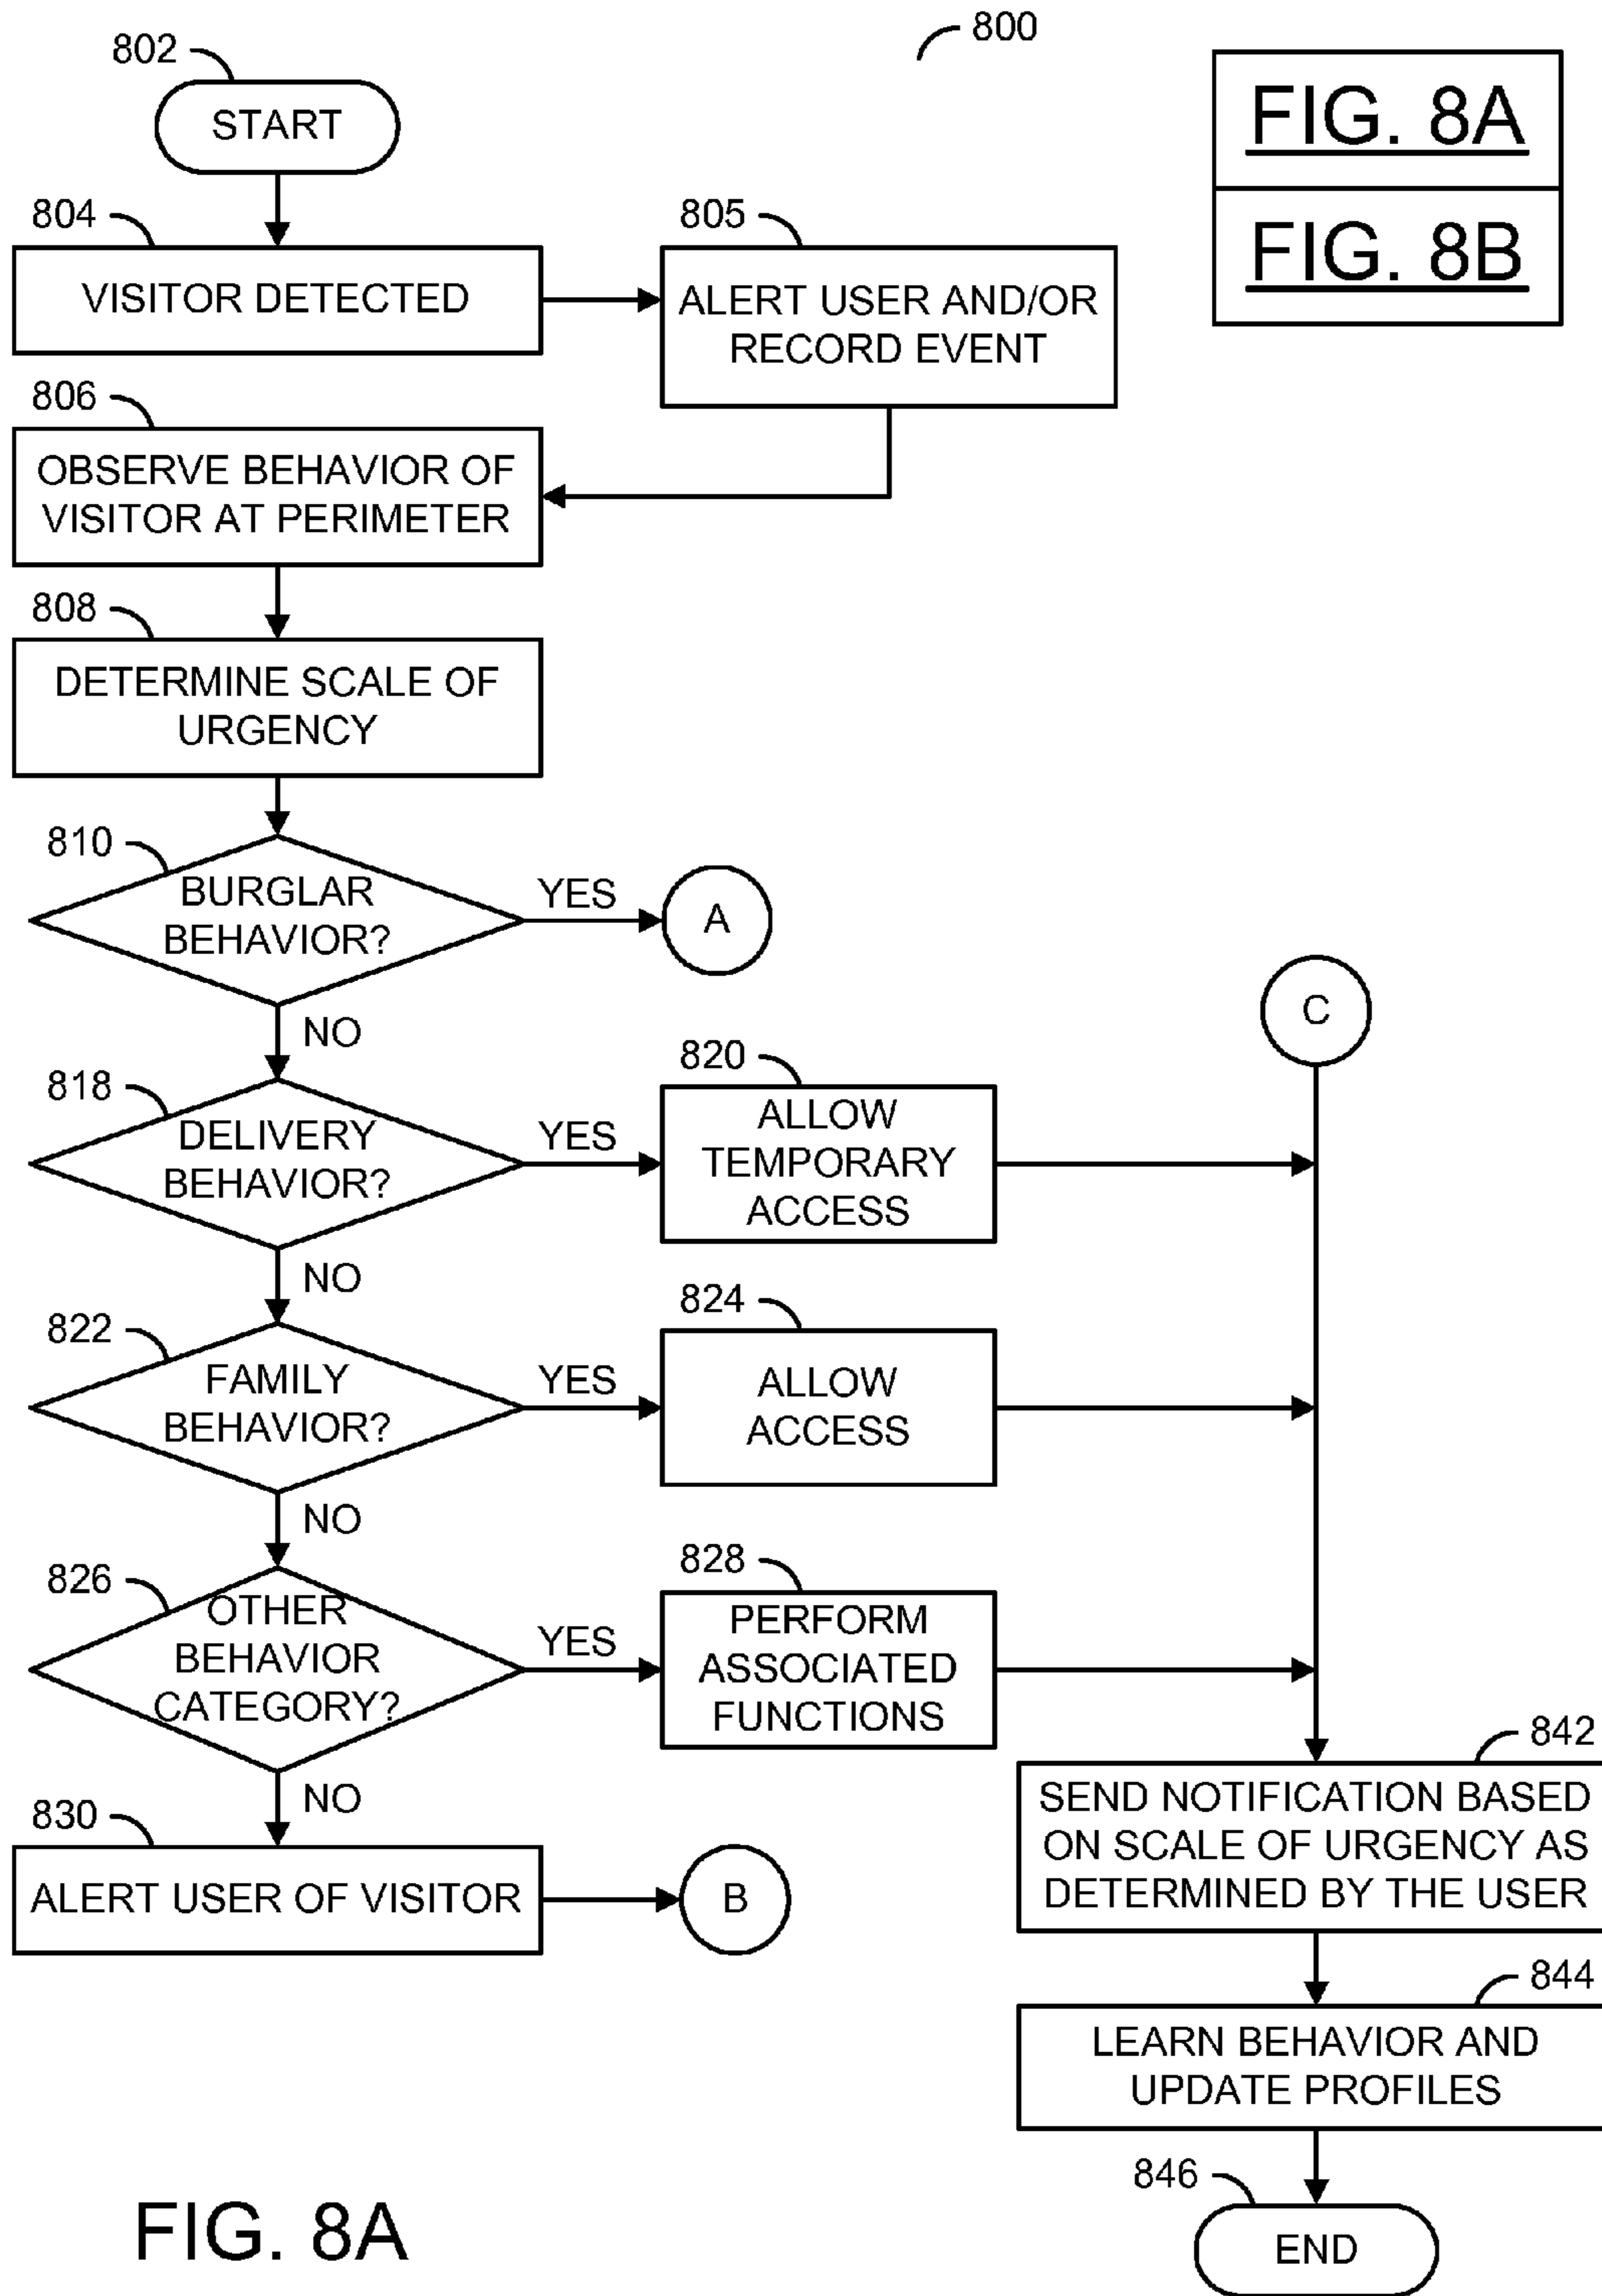 800
802
START
FIG. 8A
FIG. 8B
804
VISITOR DETECTED
805
ALERT USER AND/OR
RECORD EVENT
806
OBSERVE BEHAVIOR OF
VISITOR AT PERIMETER
808
DETERMINE SCALE OF
URGENCY
810
BURGLAR
BEHAVIOR?
YES
A
NO
C
818
DELIVERY
BEHAVIOR?
YES
820
ALLOW
TEMPORARY
ACCESS
NO
822
FAMILY
BEHAVIOR?
YES
824
ALLOW
ACCESS
NO
826
OTHER
BEHAVIOR
CATEGORY?
YES
828
PERFORM
ASSOCIATED
FUNCTIONS
NO
830
ALERT USER OF VISITOR
B
842
SEND NOTIFICATION BASED
ON SCALE OF URGENCY AS
DETERMINED BY THE USER
844
LEARN BEHAVIOR AND
UPDATE PROFILES
846
END
FIG. 8A